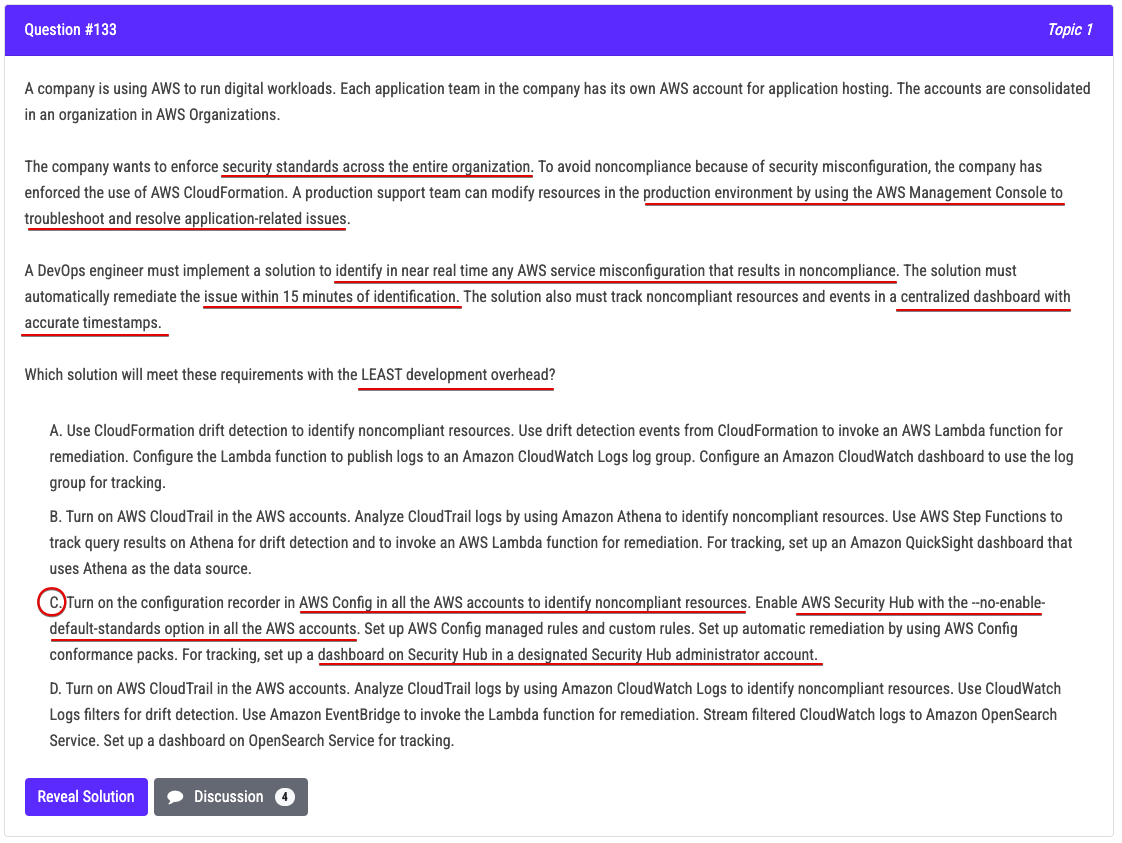 Question #133
Topic 1
A company is using AWS to run digital workloads. Each application team in the company has its own AWS account for application hosting. The accounts are consolidated
in an organization in AWS Organizations.
The company wants to enforce security standards across the entire organization. To avoid noncompliance because of security misconfiguration, the company has
enforced the use of AWS CloudFormation. A production support team can modify resources in the production environment by using the AWS Management Console to
troubleshoot and resolve application-related issues.
A DevOps engineer must implement a solution to identify in near real time any AWS service misconfiguration that results in noncompliance. The solution must
automatically remediate the issue within 15 minutes of identification. The solution also must track noncompliant resources and events in a centralized dashboard with
accurate timestamps.
Which solution will meet these requirements with the LEAST development overhead?
A. Use CloudFormation drift detection to identify noncompliant resources. Use drift detection events from CloudFormation to invoke an AWS Lambda function for
remediation. Configure the Lambda function to publish logs to an Amazon CloudWatch Logs log group. Configure an Amazon CloudWatch dashboard to use the log
group for tracking.
B. Turn on AWS CloudTrail in the AWS accounts. Analyze CloudTrail logs by using Amazon Athena to identify noncompliant resources. Use AWS Step Functions to
track query results on Athena for drift detection and to invoke an AWS Lambda function for remediation. For tracking, set up an Amazon QuickSight dashboard that
uses Athena as the data source.
C. Turn on the configuration recorder in AWS Config in all the AWS accounts to identify noncompliant resources. Enable AWS Security Hub with the --no-enable-
default-standards option in all the AWS accounts. Set up AWS Config managed rules and custom rules. Set up automatic remediation by using AWS Config
conformance packs. For tracking, set up a dashboard on Security Hub in a designated Security Hub administrator account.
D. Turn on AWS CloudTrail in the AWS accounts. Analyze CloudTrail logs by using Amazon CloudWatch Logs to identify noncompliant resources. Use CloudWatch
Logs filters for drift detection. Use Amazon EventBridge to invoke the Lambda function for remediation. Stream filtered CloudWatch logs to Amazon OpenSearch
Service. Set up a dashboard on OpenSearch Service for tracking.
Reveal Solution
Discussion 4